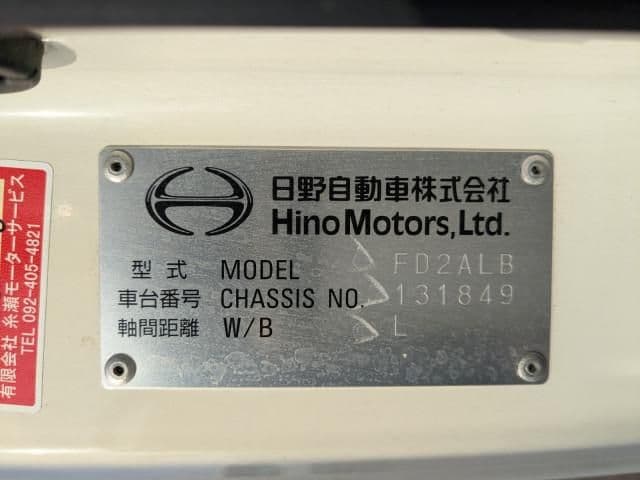 日野自動車株式会社
Hino Motors, Ltd.
型式 MODEL FD2ALB
車台番号 CHASSIS NO. 131849
軸間距離 W/B L
有限会社 糸瀬モーターサービス
TEL 092-405-4821